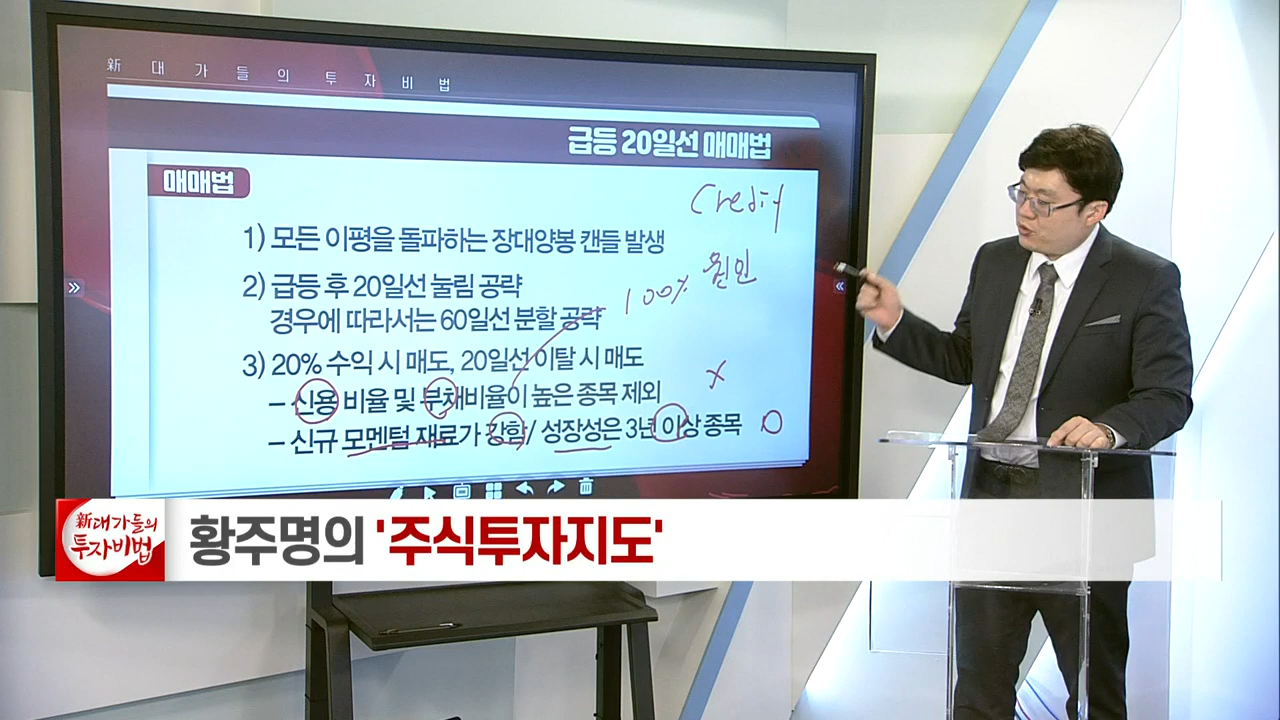 新 대 가 들 의 투 자 비 법
급등 20일선 매매법
매매법
Credit
1) 모든 이평을 돌파하는 장대양봉 캔들 발생
2) 급등 후 20일선 눌림 공략
100% 원인
경우에 따라서는 60일선 분할 공략
3) 20% 수익 시 매도, 20일선 이탈 시 매도
- 신용 비율 및 부채비율이 높은 종목 제외
X
- 신규 모멘텀 재료가 강함/ 성장성은 3년 이상 종목
新대가들의
투자비법
황주명의 '주식투자지도'